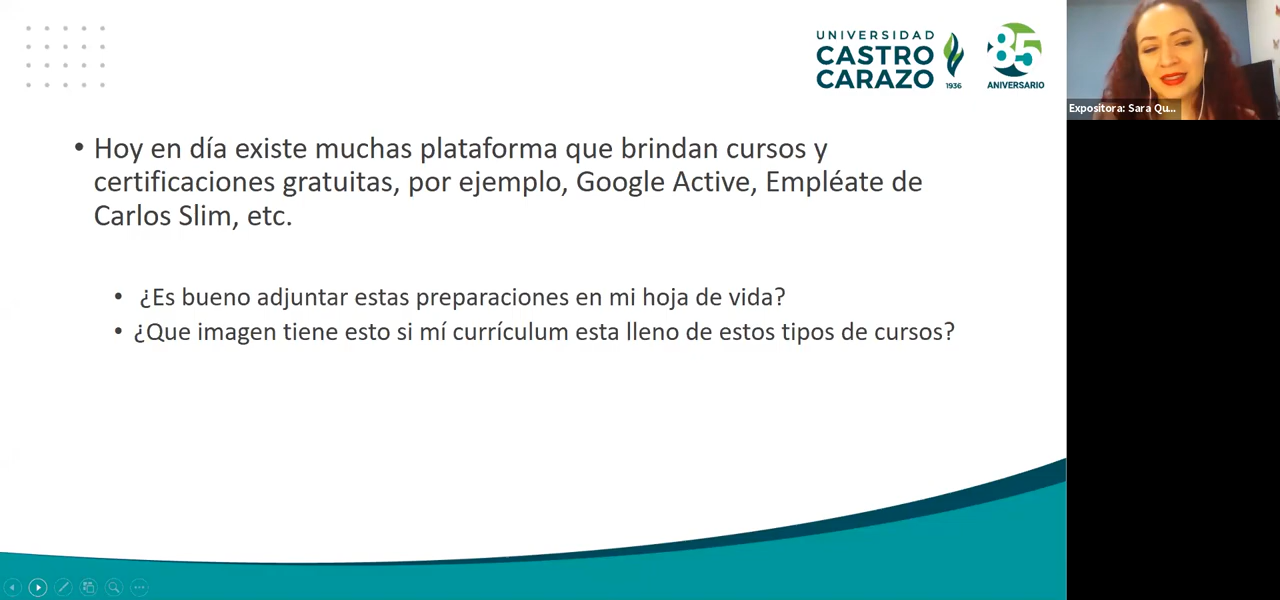 UNIVERSIDAD
CASTRO
CARAZO
1936
85
ANIVERSARIO
Expositora: Sara Qu...
• Hoy en día existe muchas plataforma que brindan cursos y
certificaciones gratuitas, por ejemplo, Google Active, Empléate de
Carlos Slim, etc.
• ¿Es bueno adjuntar estas preparaciones en mi hoja de vida?
• ¿Que imagen tiene esto si mí currículum esta lleno de estos tipos de cursos?